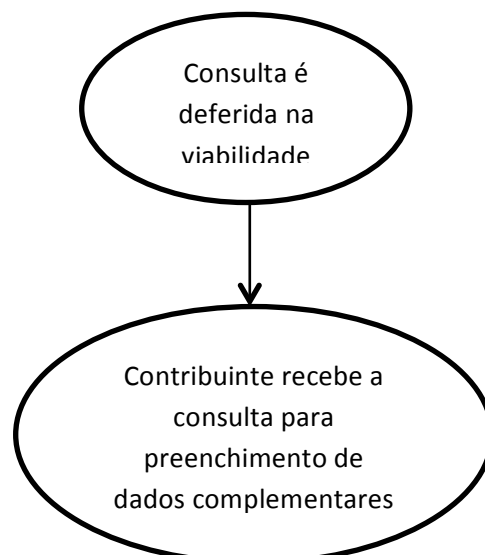 Consulta é
deferida na
viabilidade
Contribuinte recebe a
consulta para
preenchimento de
dados complementares